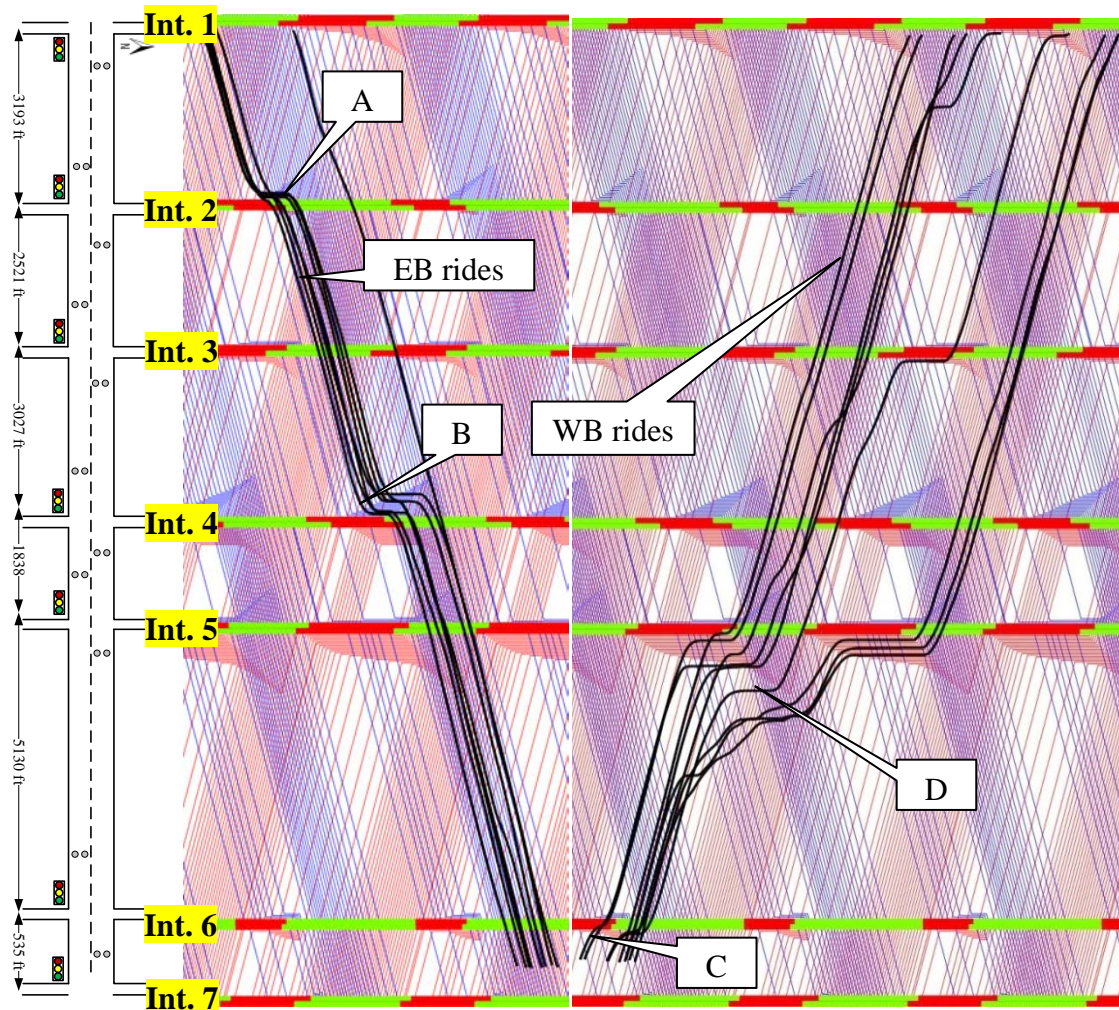 Int. 1
N
3193 ft
A
Int. 2
2521 ft
EB rides
Int. 3
3027 ft
WB rides
B
Int. 4
1838
Int. 5
5130 ft
D
Int. 6
535 ft
C
Int. 7